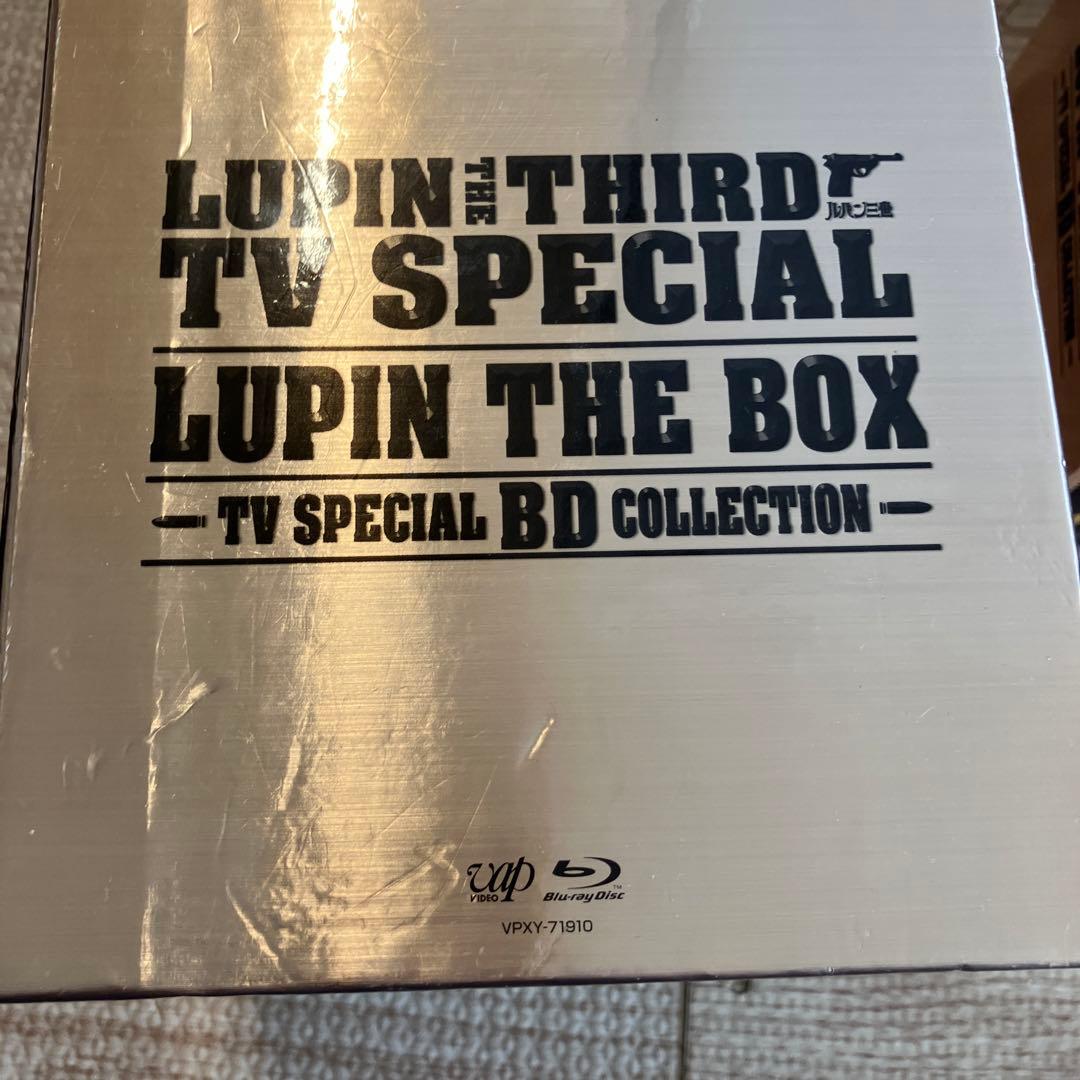 LUPIN THE THIRD
ルパン三世
TV SPECIAL
LUPIN THE BOX
TV SPECIAL BD COLLECTION
vap
VIDEO
Blu-ray Disc™
VPXY-71910